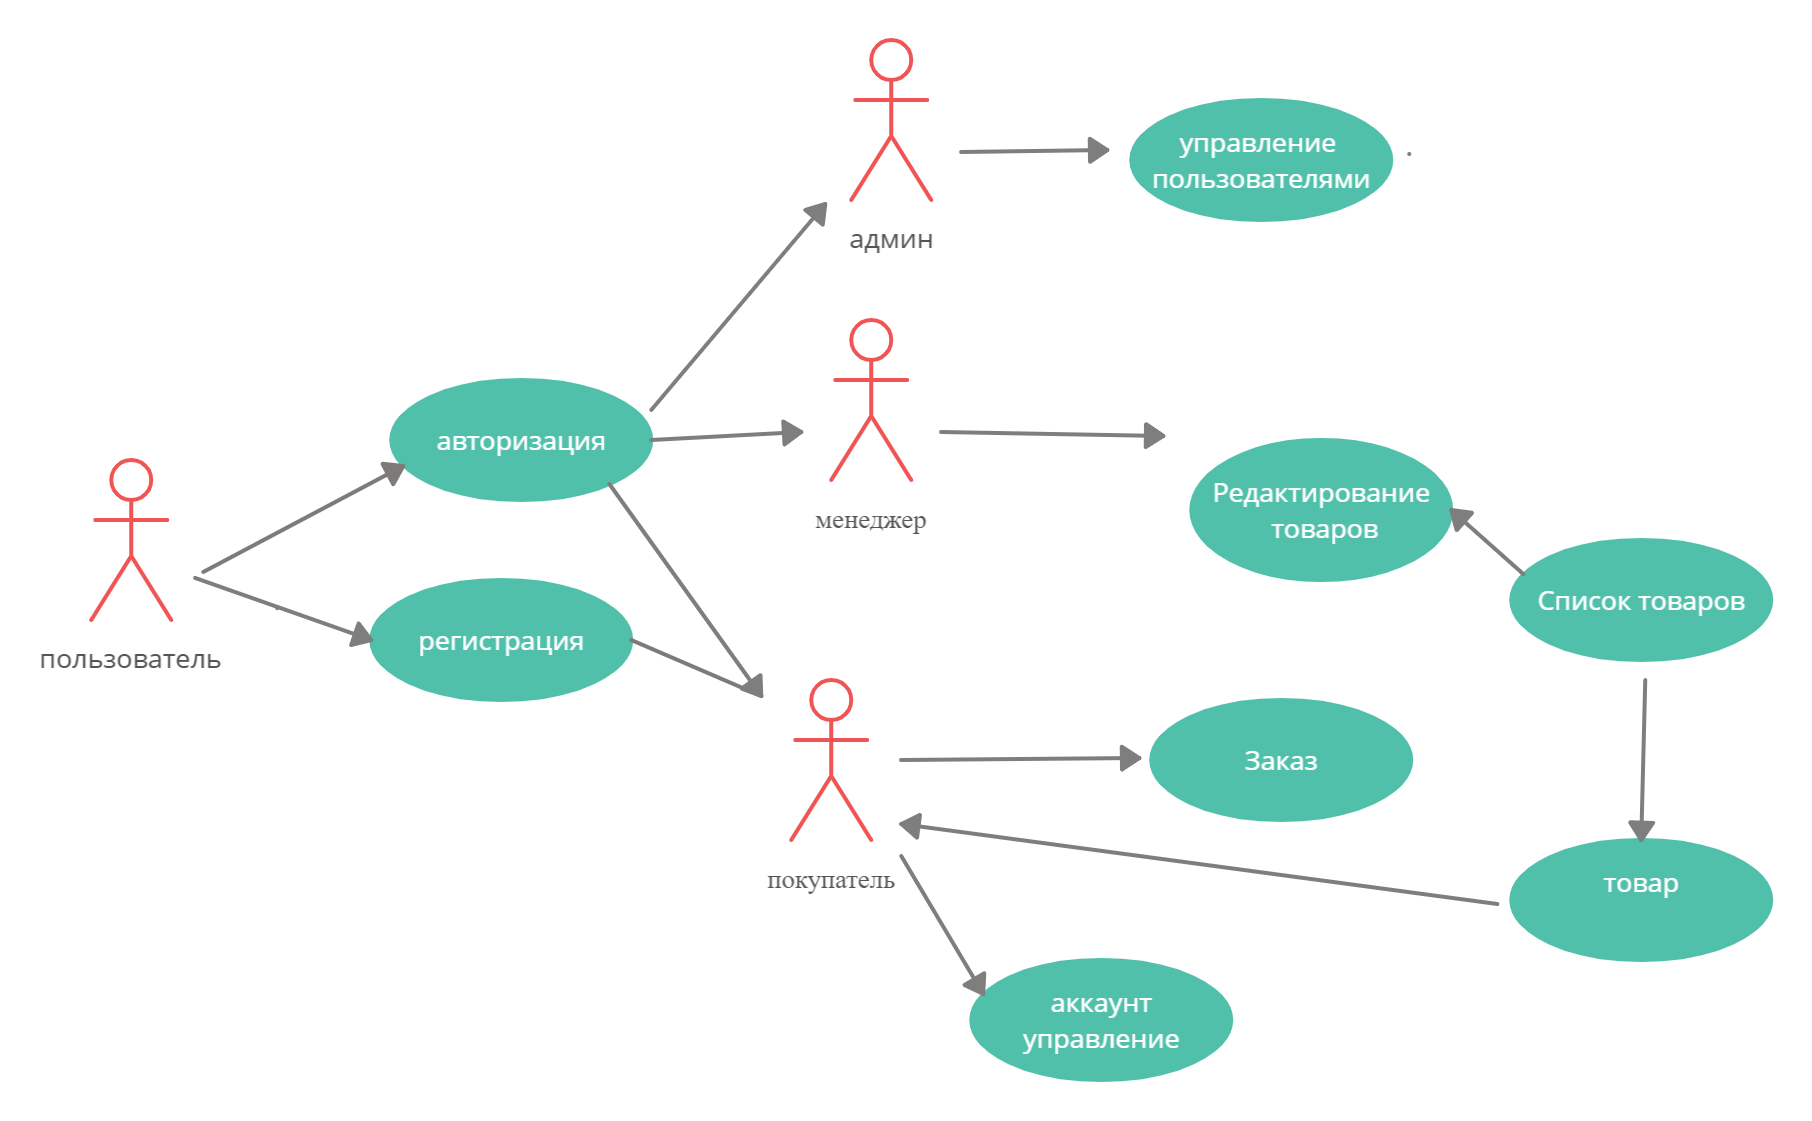 управление
пользователями
админ
авторизация
Редактирование
товаров
менеджер
Список товаров
регистрация
пользователь
Заказ
покупатель
товар
аккаунт
управление